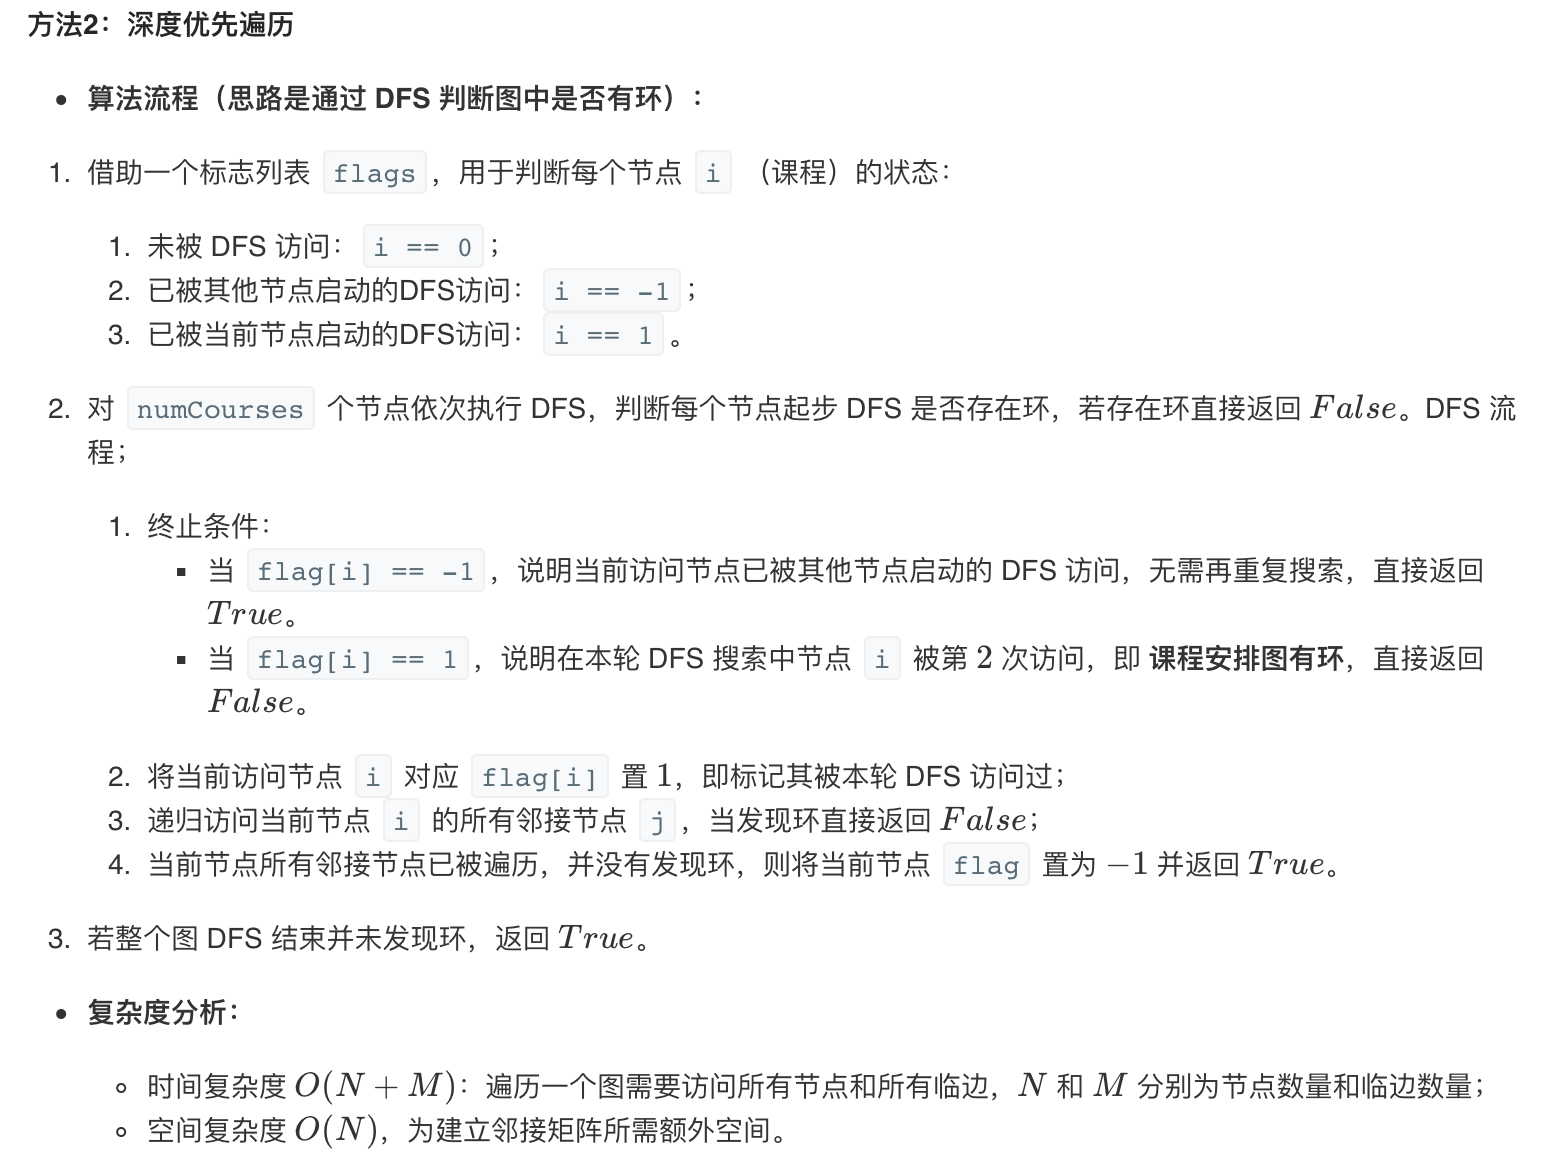 方法2：深度优先遍历
• 算法流程（思路是通过 DFS 判断图中是否有环）：
1. 借助一个标志列表 flags ，用于判断每个节点 i （课程）的状态：
1. 未被 DFS 访问： i == 0 ；
2. 已被其他节点启动的DFS访问： i == -1 ；
3. 已被当前节点启动的DFS访问： i == 1 。
2. 对 numCourses 个节点依次执行 DFS，判断每个节点起步 DFS 是否存在环，若存在环直接返回 False。DFS 流
程；
1. 终止条件：
▪ 当 flag[i] == -1 ，说明当前访问节点已被其他节点启动的 DFS 访问，无需再重复搜索，直接返回
True。
▪ 当 flag[i] == 1 ，说明在本轮 DFS 搜索中节点 i 被第 2 次访问，即 课程安排图有环，直接返回
False。
2. 将当前访问节点 i 对应 flag[i] 置 1，即标记其被本轮 DFS 访问过；
3. 递归访问当前节点 i 的所有邻接节点 j ，当发现环直接返回 False；
4. 当前节点所有邻接节点已被遍历，并没有发现环，则将当前节点 flag 置为 −1 并返回 True。
3. 若整个图 DFS 结束并未发现环，返回 True。
• 复杂度分析：
◦ 时间复杂度 O(N + M)：遍历一个图需要访问所有节点和所有临边，N 和 M 分别为节点数量和临边数量；
◦ 空间复杂度 O(N)，为建立邻接矩阵所需额外空间。